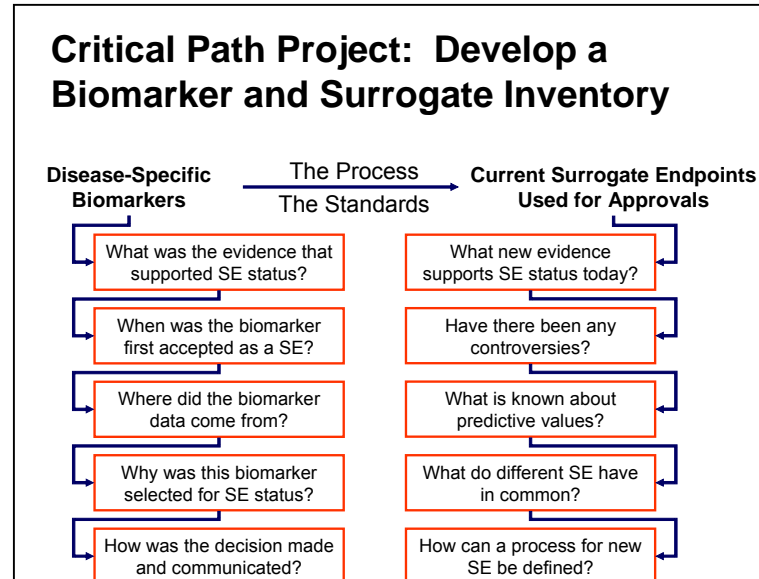 Critical Path Project: Develop a
Biomarker and Surrogate Inventory
Disease-Specific
Biomarkers
The Process
The Standards
Current Surrogate Endpoints
Used for Approvals
What was the evidence that
supported SE status?
When was the biomarker
first accepted as a SE?
Where did the biomarker
data come from?
Why was this biomarker
selected for SE status?
How was the decision made
and communicated?
What new evidence
supports SE status today?
Have there been any
controversies?
What is known about
predictive values?
What do different SE have
in common?
How can a process for new
SE be defined?